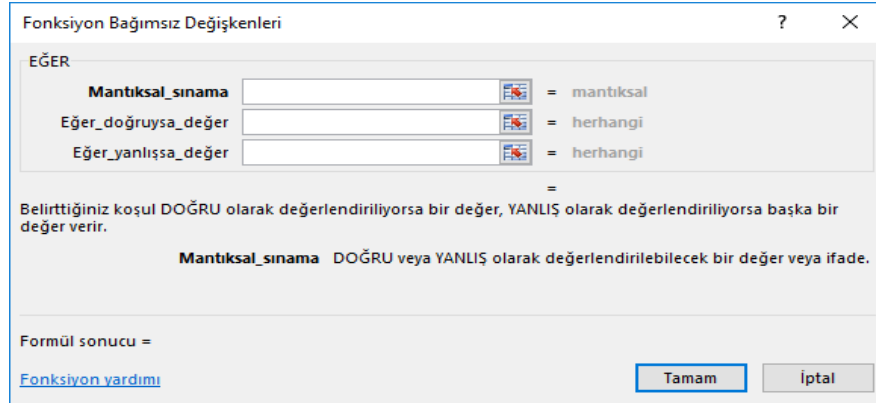 Fonksiyon Bağımsız Değişkenleri ? ×
EĞER
Mantıksal_sınama = mantıksal
Eğer_doğruysa_değer = herhangi
Eğer_yanlışsa_değer = herhangi
=
Belirttiğiniz koşul DOĞRU olarak değerlendiriliyorsa bir değer, YANLIŞ olarak değerlendiriliyorsa başka bir
değer verir.
Mantıksal_sınama DOĞRU veya YANLIŞ olarak değerlendirilebilecek bir değer veya ifade.
Formül sonucu =
Fonksiyon yardımı Tamam İptal